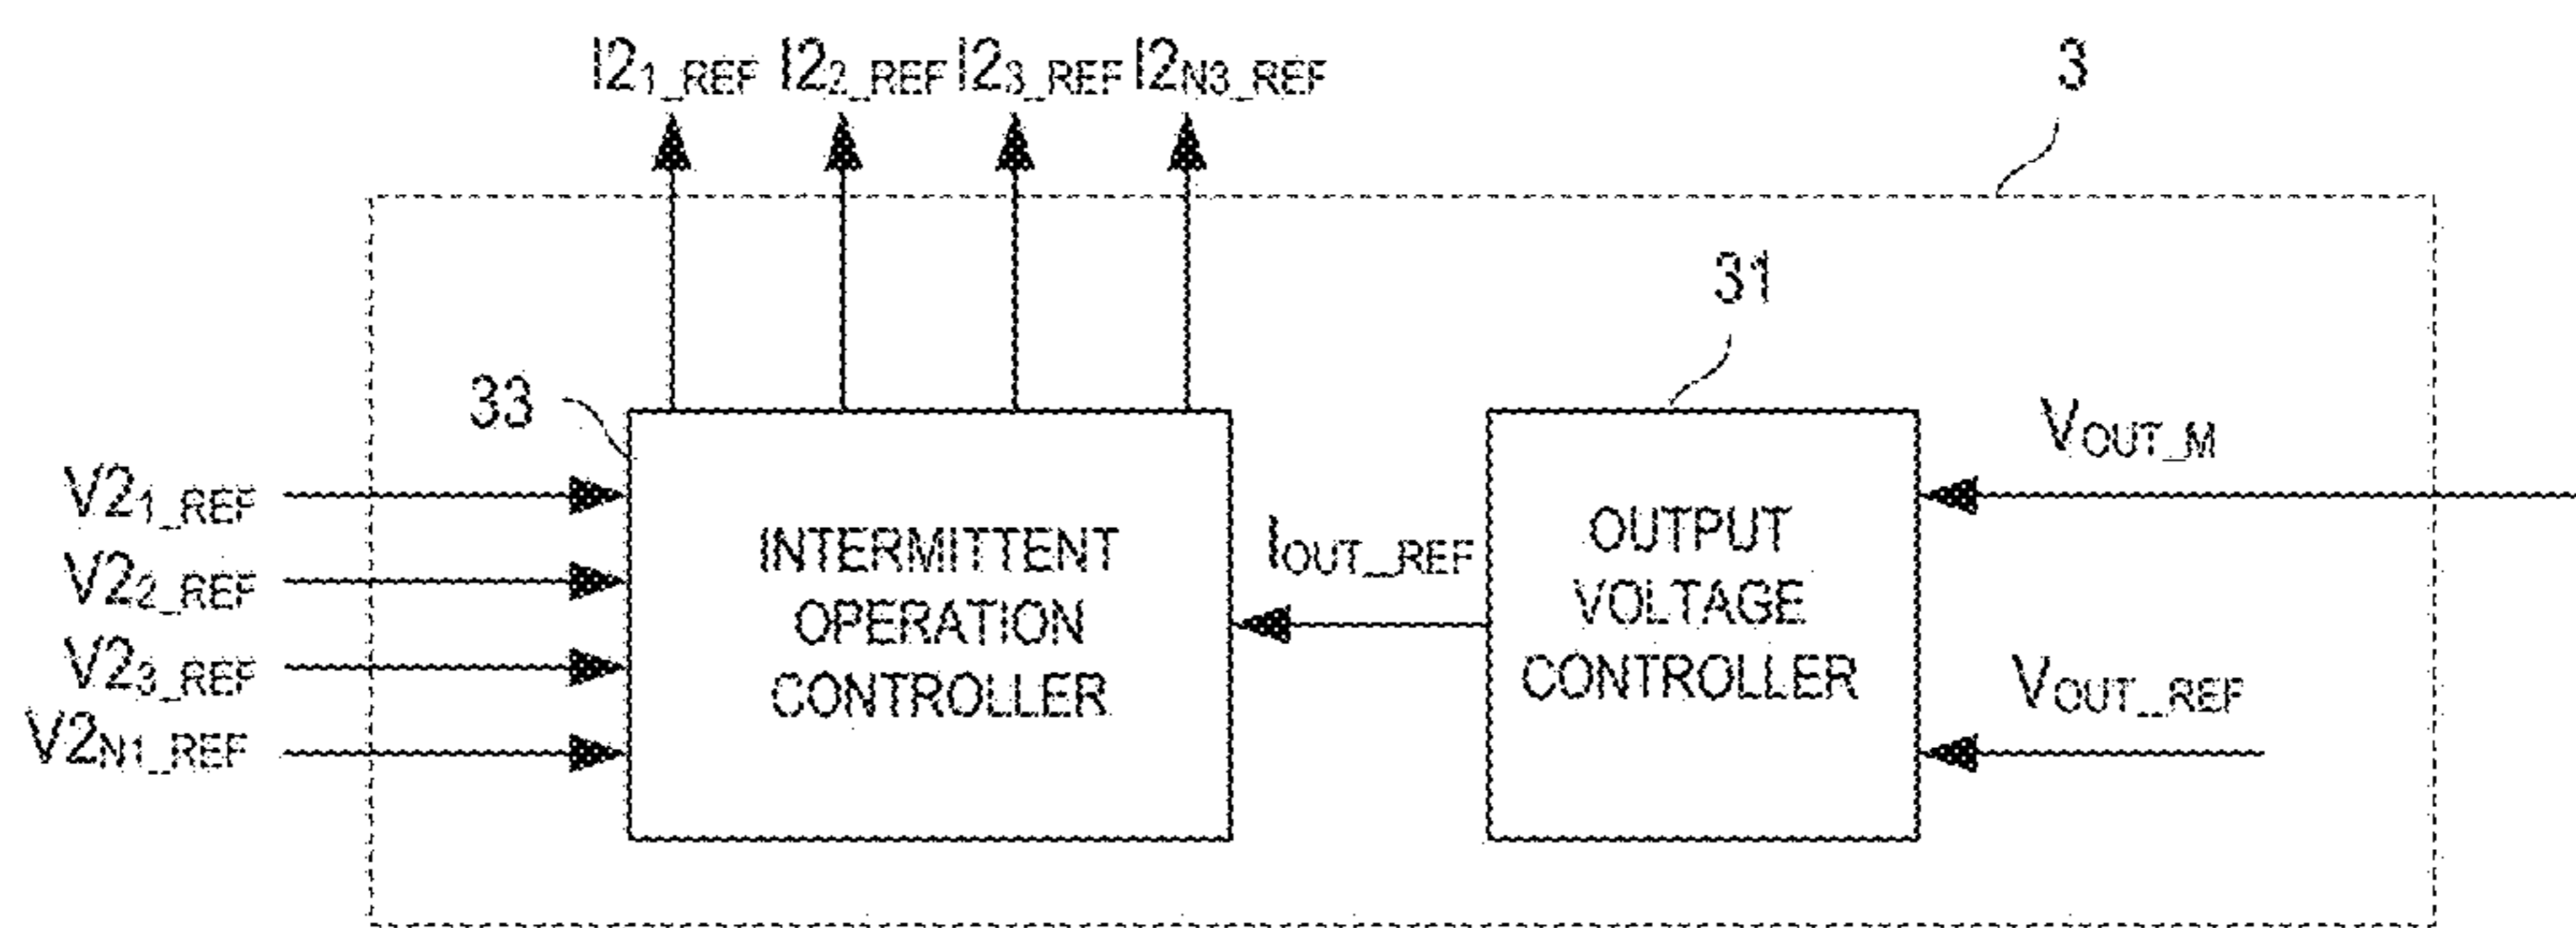 I21_REF I22_REF I23_REF I2N3_REF
3
31
33
V21_REF
V22_REF
V23_REF
V2N1_REF
INTERMITTENT
OPERATION
CONTROLLER
IOUT_REF
OUTPUT
VOLTAGE
CONTROLLER
VOUT_M
VOUT_REF